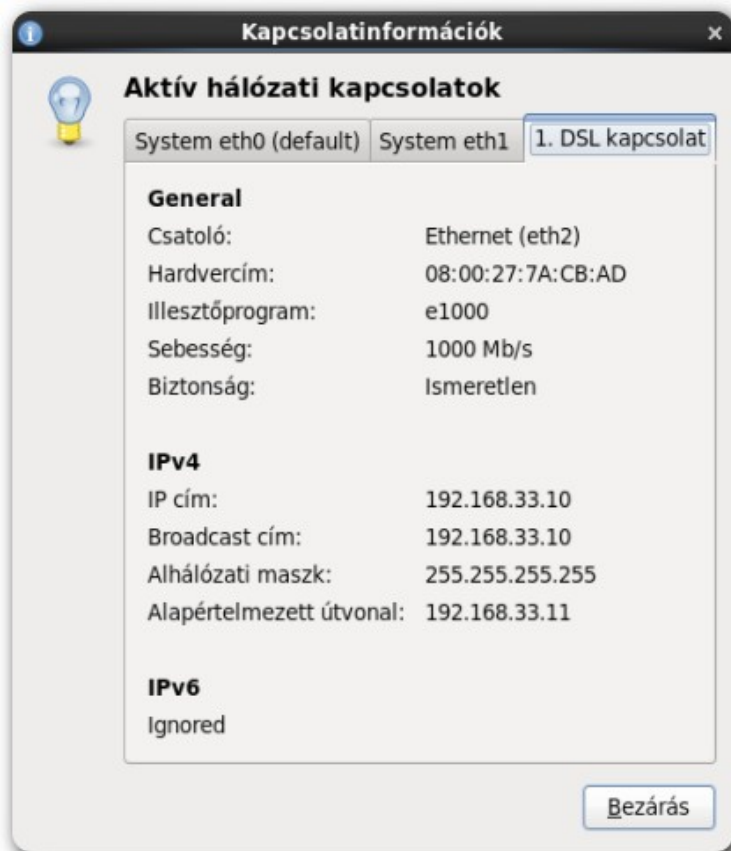 Kapcsolatinformációk
Aktív hálózati kapcsolatok
System eth0 (default) System eth1 1. DSL kapcsolat
General
Csatoló: Ethernet (eth2)
Hardvercím: 08:00:27:7A:CB:AD
Illesztőprogram: e1000
Sebesség: 1000 Mb/s
Biztonság: Ismeretlen
IPv4
IP cím: 192.168.33.10
Broadcast cím: 192.168.33.10
Alhálózati maszk: 255.255.255.255
Alapértelmezett útvonal: 192.168.33.11
IPv6
Ignored
Bezárás